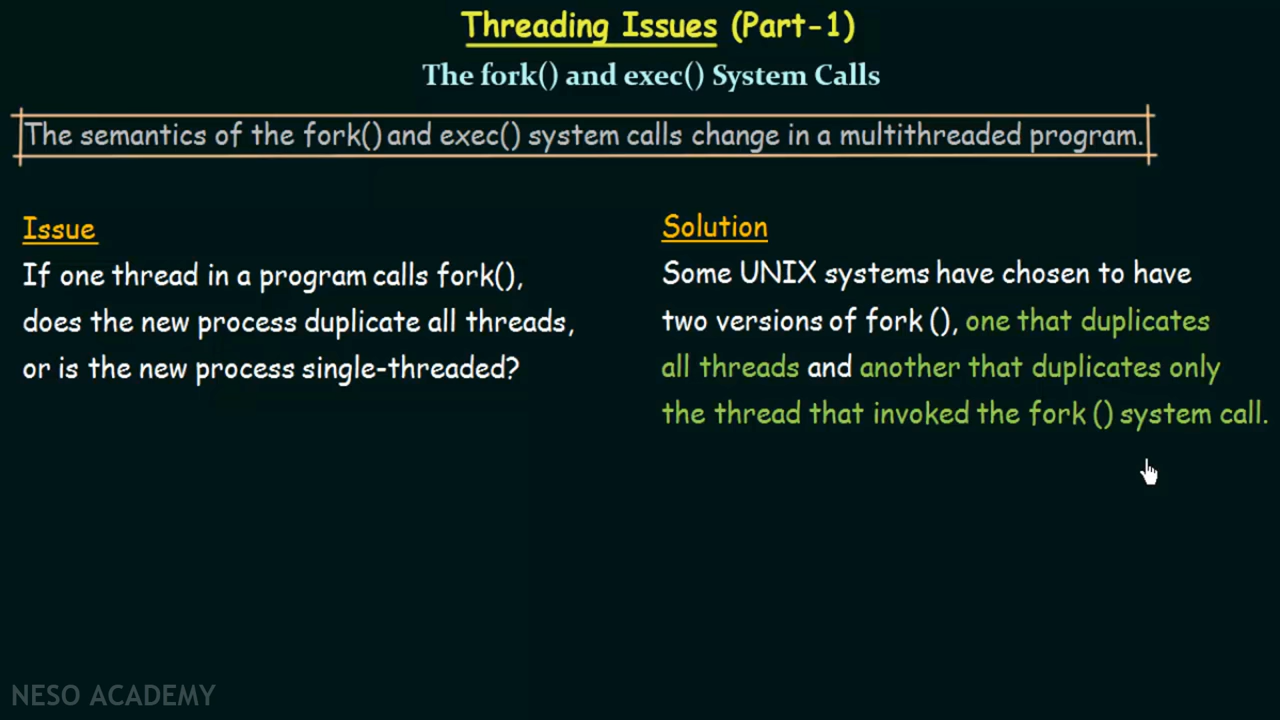 Threading Issues (Part-1)
The fork() and exec() System Calls
The semantics of the fork() and exec() system calls change in a multithreaded program.
Issue
If one thread in a program calls fork(),
does the new process duplicate all threads,
or is the new process single-threaded?
Solution
Some UNIX systems have chosen to have
two versions of fork (), one that duplicates
all threads and another that duplicates only
the thread that invoked the fork () system call.
NESO ACADEMY